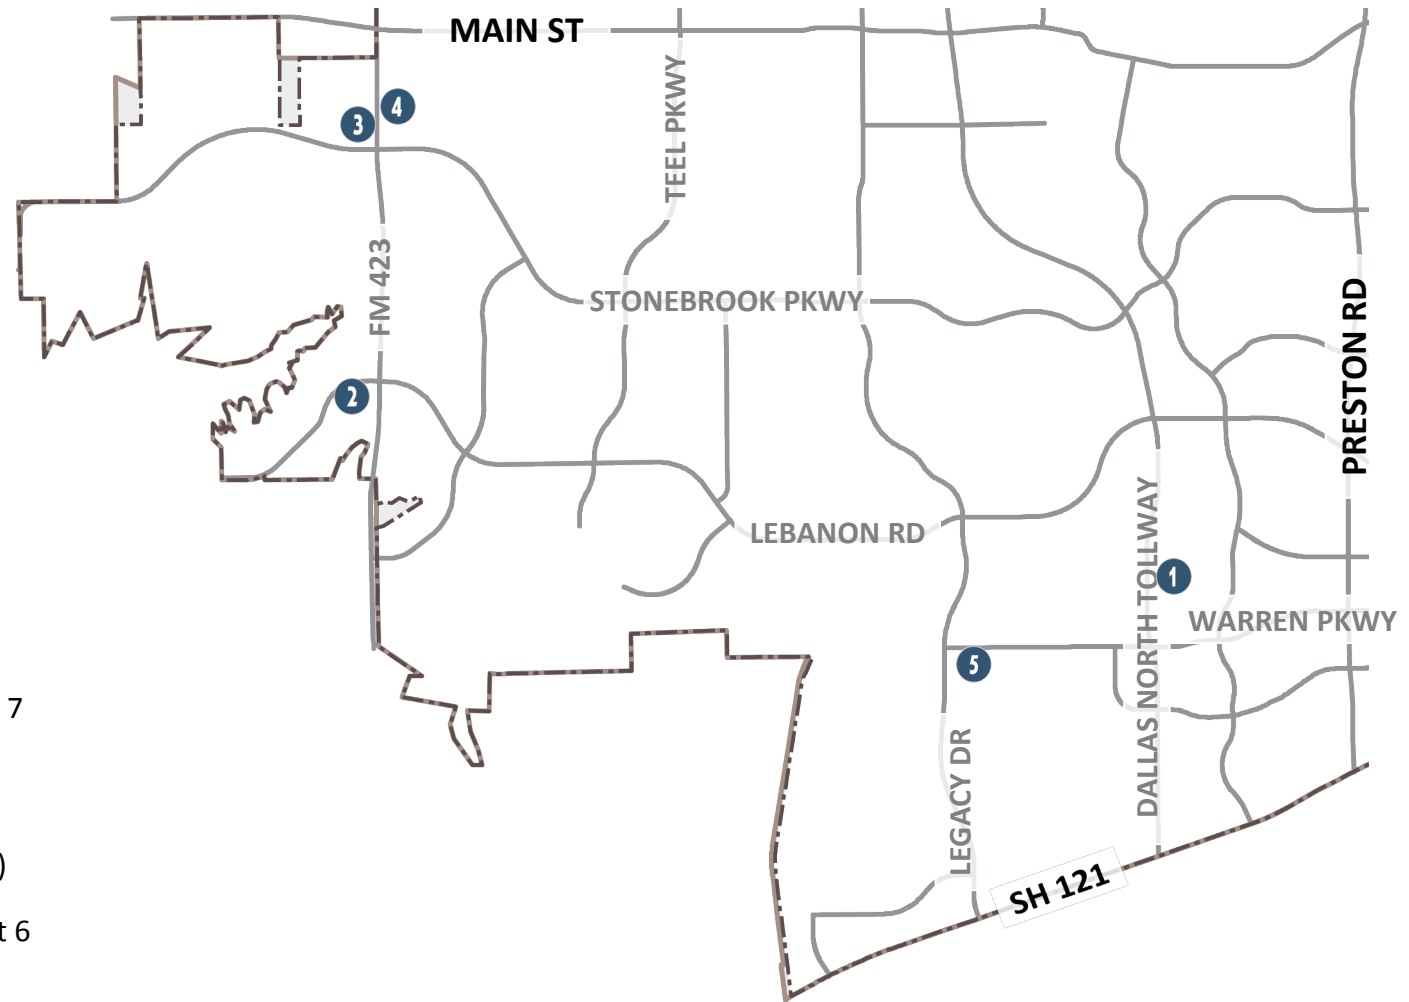 MAIN ST
TEEL PKWY
4
3
FM 423
STONEBROOK PKWY
PRESTON RD
2
LEBANON RD
DALLAS NORTH TOLLWAY
1
WARREN PKWY
5
7
LEGACY DR
)
SH 121
t 6